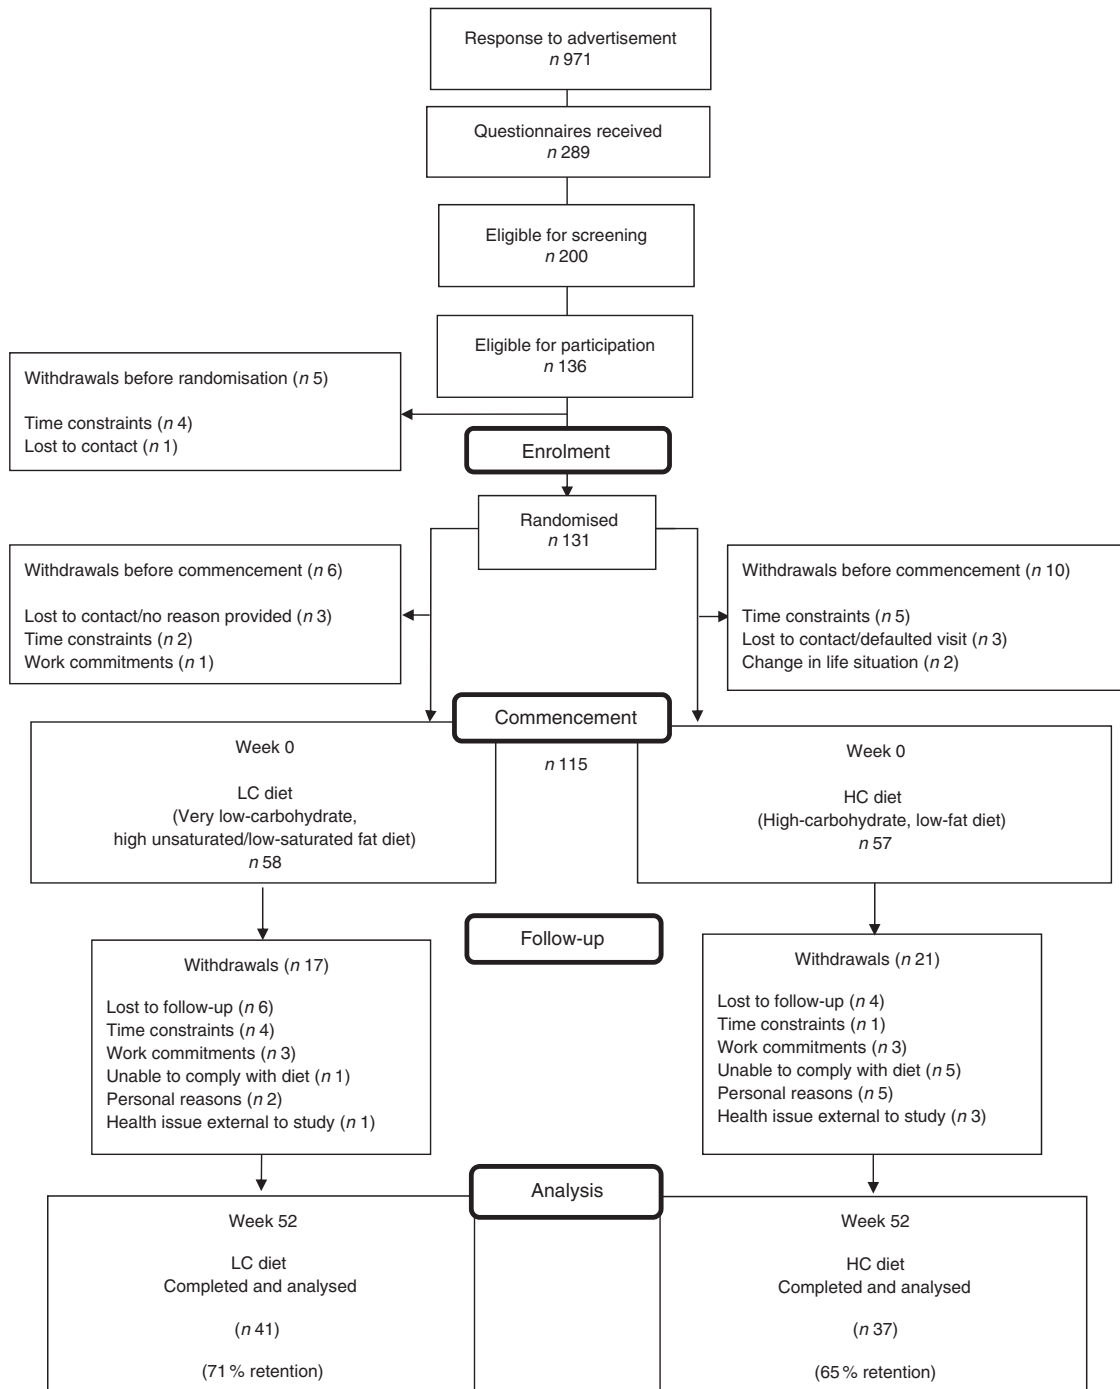 Response to advertisement
n 971
Questionnaires received
n 289
Eligible for screening
n 200
Eligible for participation
n 136
Withdrawals before randomisation (n 5)
Time constraints (n 4)
Lost to contact (n 1)
Enrolment
Randomised
n 131
Withdrawals before commencement (n 6)
Lost to contact/no reason provided (n 3)
Time constraints (n 2)
Work commitments (n 1)
Withdrawals before commencement (n 10)
Time constraints (n 5)
Lost to contact/defaulted visit (n 3)
Change in life situation (n 2)
Commencement
n 115
Week 0
LC diet
(Very low-carbohydrate,
high unsaturated/low-saturated fat diet)
n 58
Week 0
HC diet
(High-carbohydrate, low-fat diet)
n 57
Follow-up
Withdrawals (n 17)
Lost to follow-up (n 6)
Time constraints (n 4)
Work commitments (n 3)
Unable to comply with diet (n 1)
Personal reasons (n 2)
Health issue external to study (n 1)
Withdrawals (n 21)
Lost to follow-up (n 4)
Time constraints (n 1)
Work commitments (n 3)
Unable to comply with diet (n 5)
Personal reasons (n 5)
Health issue external to study (n 3)
Analysis
Week 52
LC diet
Completed and analysed
(n 41)
(71 % retention)
Week 52
HC diet
Completed and analysed
(n 37)
(65 % retention)